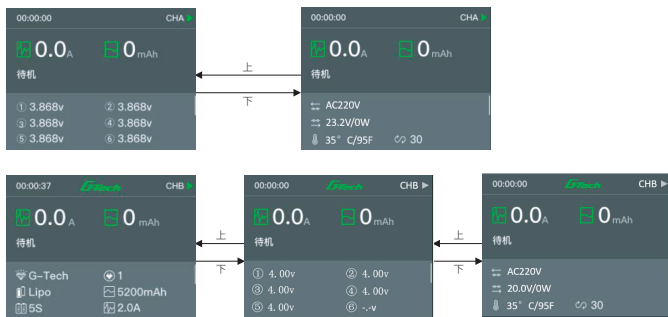 00:00:00 CHA
0.0A 0mAh
待机
① 3.868v ② 3.868v
③ 3.868v ④ 3.868v
⑤ 3.868v ⑥ 3.868v
上
下
00:00:00 CHA
0.0A 0mAh
待机
AC220V
23.2V/0W
35° C/95F 30
00:00:37 G-Tech CHB
0.0A 0mAh
待机
G-Tech 1
Lipo 5200mAh
5S 2.0A
上
下
00:00:00 G-Tech CHB
0.0A 0mAh
待机
① 4.00v ② 4.00v
③ 4.00v ④ 4.00v
⑤ 4.00v ⑥ -.-v
上
下
00:00:00 G-Tech CHB
0.0A 0mAh
待机
AC220V
20.0V/0W
35° C/95F 30